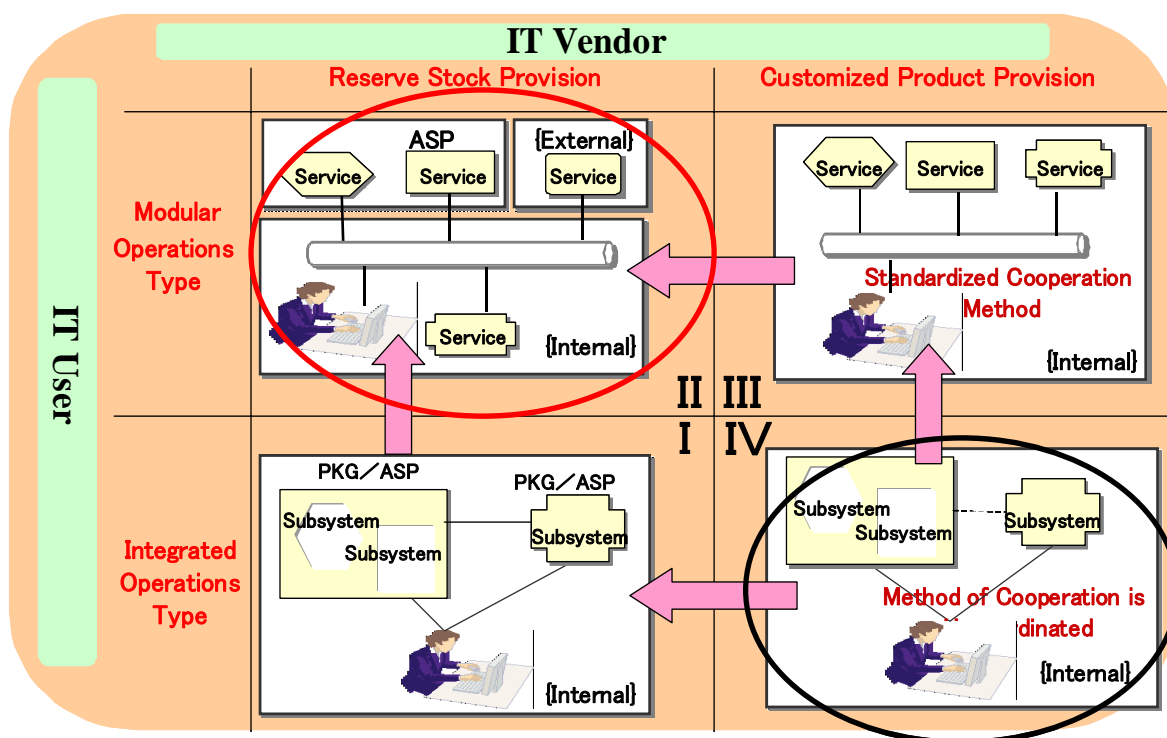 IT Vendor
Reserve Stock Provision
Customized Product Provision
IT User
Modular
Operations
Type
ASP
{External}
Service
Service
Service
Service
{Internal}
Service
Service
Service
Standardized Cooperation
Method
{Internal}
II
III
I
IV
Integrated
Operations
Type
PKG/ASP
PKG/ASP
Subsystem
Subsystem
Subsystem
{Internal}
Subsystem
Subsystem
Subsystem
Method of Cooperation is
dinated
{Internal}